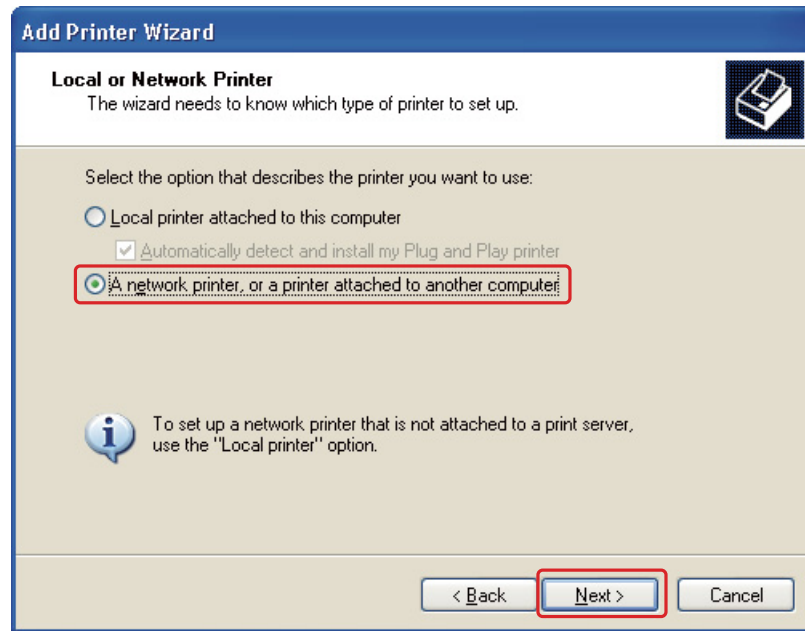 Add Printer Wizard
Local or Network Printer
The wizard needs to know which type of printer to set up.
Select the option that describes the printer you want to use:
Local printer attached to this computer
Automatically detect and install my Plug and Play printer
A network printer, or a printer attached to another computer
To set up a network printer that is not attached to a print server,
use the "Local printer" option.
< Back Next > Cancel